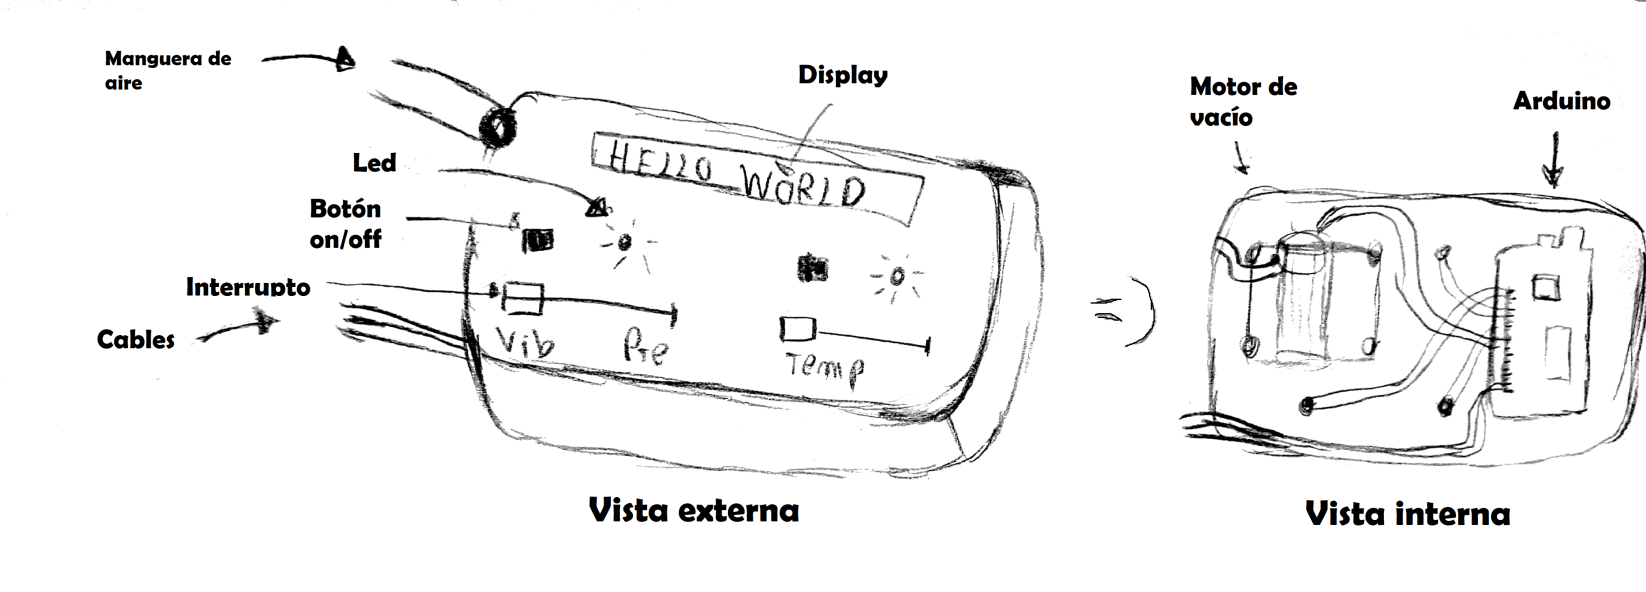 Manguera de
aire
Display
Motor de
vacío
Arduino
Led
HELLO WORLD
Botón
on/off
Interrupto
Cables
Vib Pre
Temp
Vista externa
Vista interna